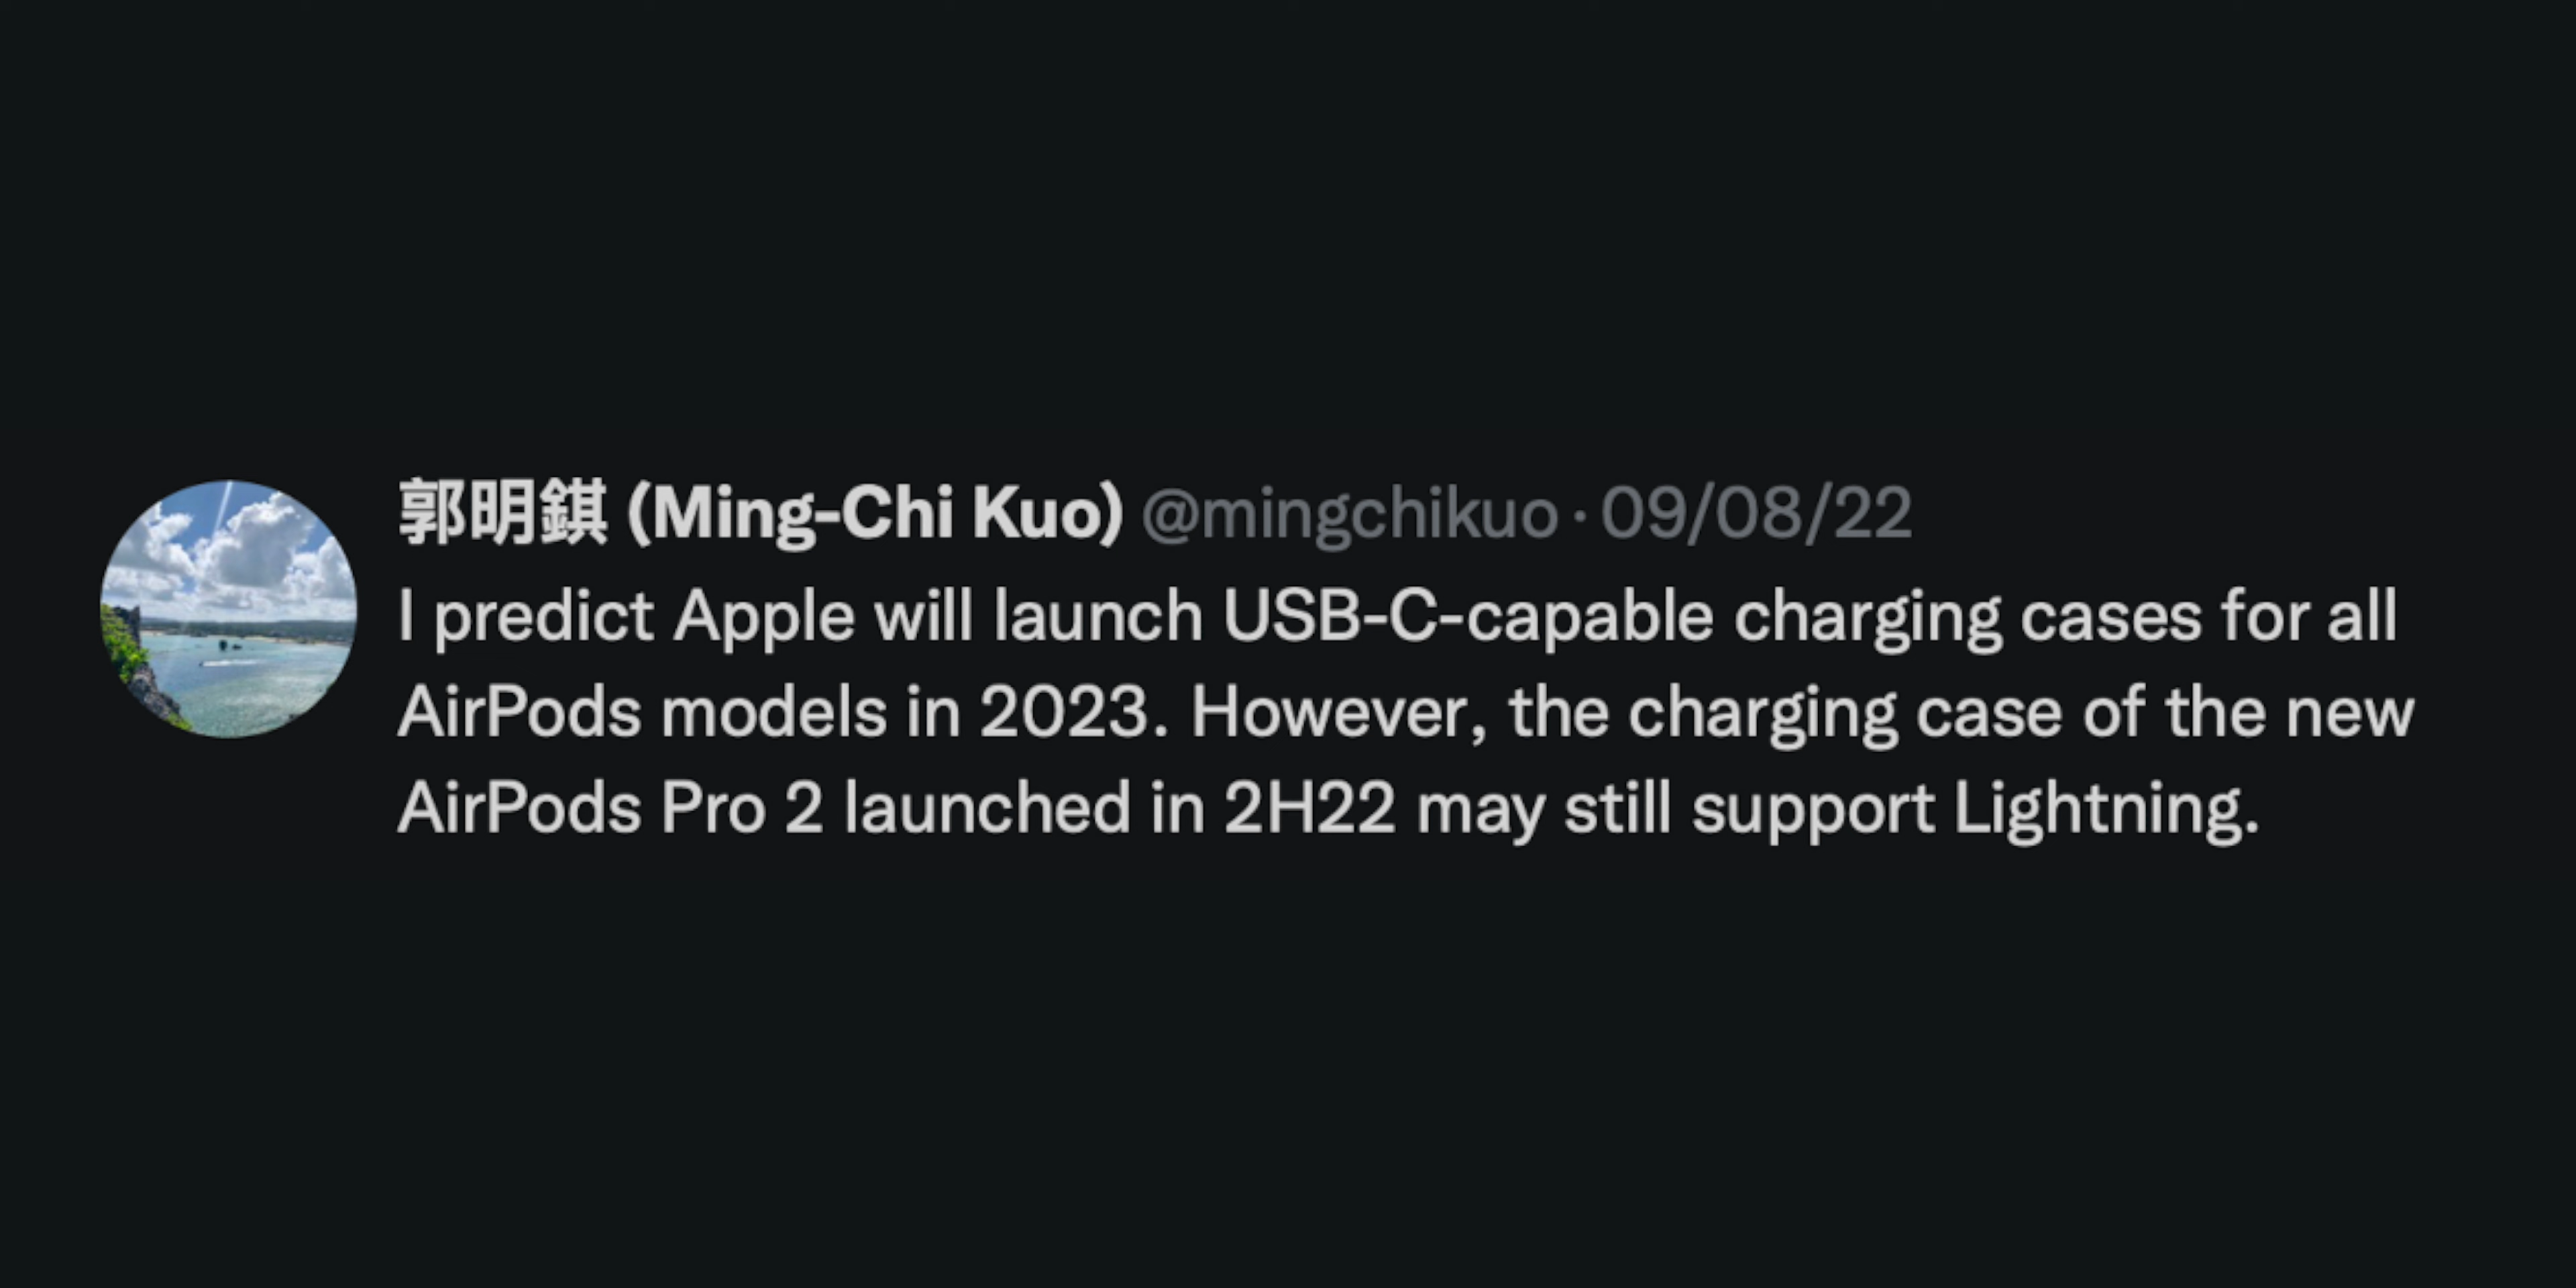 郭明錤 (Ming-Chi Kuo) @mingchikuo · 09/08/22
I predict Apple will launch USB-C-capable charging cases for all
AirPods models in 2023. However, the charging case of the new
AirPods Pro 2 launched in 2H22 may still support Lightning.